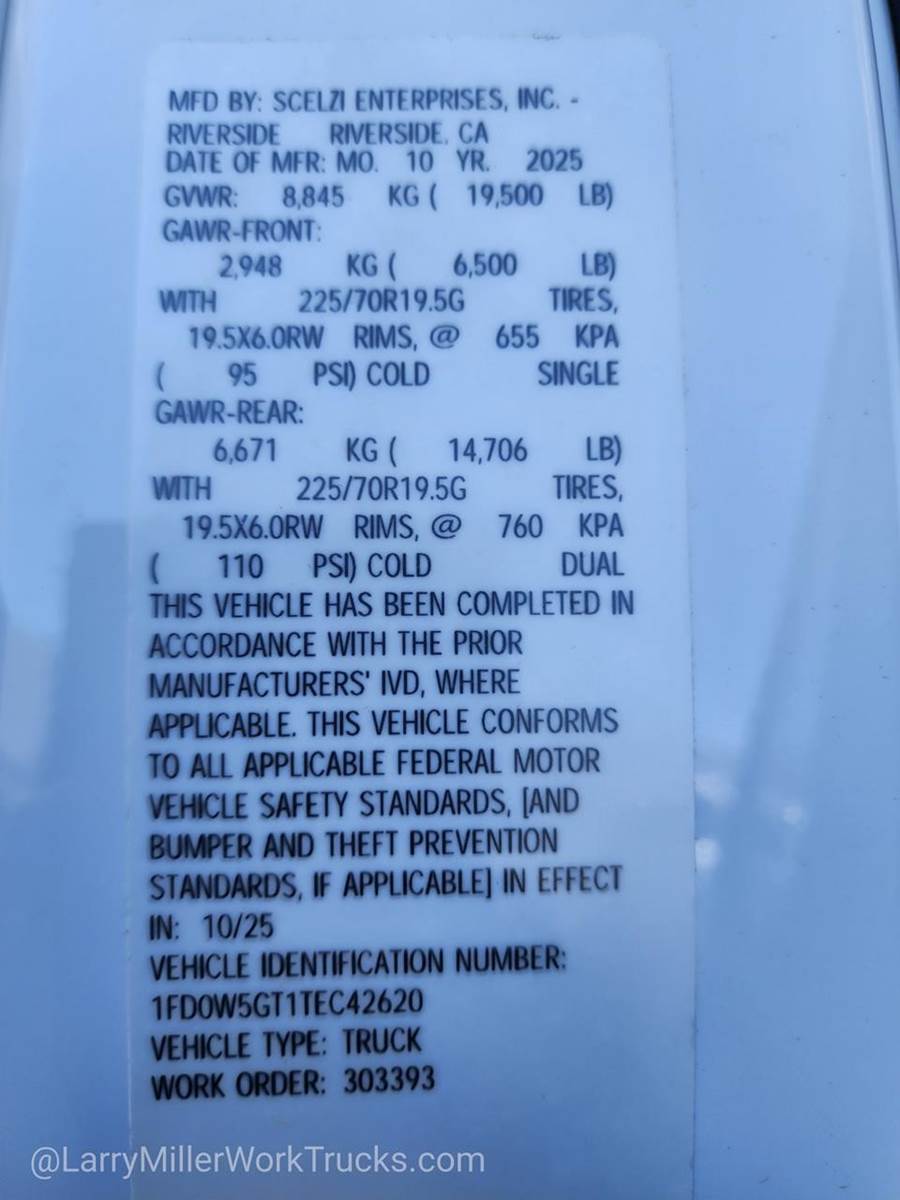 MFD BY: SCELZI ENTERPRISES, INC. -
RIVERSIDE RIVERSIDE, CA
DATE OF MFR: MO. 10 YR. 2025
GVWR: 8,845 KG ( 19,500 LB)
GAWR-FRONT:
2,948 KG ( 6,500 LB)
WITH 225/70R19.5G TIRES,
19.5X6.0RW RIMS, @ 655 KPA
( 95 PSI) COLD SINGLE
GAWR-REAR:
6,671 KG ( 14,706 LB)
WITH 225/70R19.5G TIRES,
19.5X6.0RW RIMS, @ 760 KPA
( 110 PSI) COLD DUAL
THIS VEHICLE HAS BEEN COMPLETED IN
ACCORDANCE WITH THE PRIOR
MANUFACTURERS' IVD, WHERE
APPLICABLE. THIS VEHICLE CONFORMS
TO ALL APPLICABLE FEDERAL MOTOR
VEHICLE SAFETY STANDARDS, [AND
BUMPER AND THEFT PREVENTION
STANDARDS, IF APPLICABLE] IN EFFECT
IN: 10/25
VEHICLE IDENTIFICATION NUMBER:
1FD0W5GT1TEC42620
VEHICLE TYPE: TRUCK
WORK ORDER: 303393
@LarryMillerWorkTrucks.com